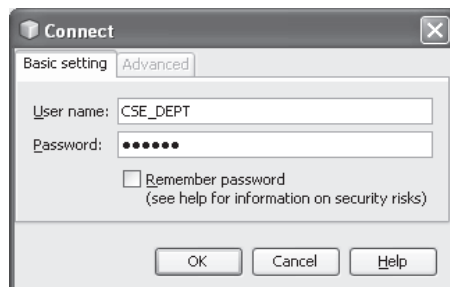 Connect
Basic setting Advanced
User name: CSE_DEPT
Password: ●●●●●●
Remember password
(see help for information on security risks)
OK Cancel Help